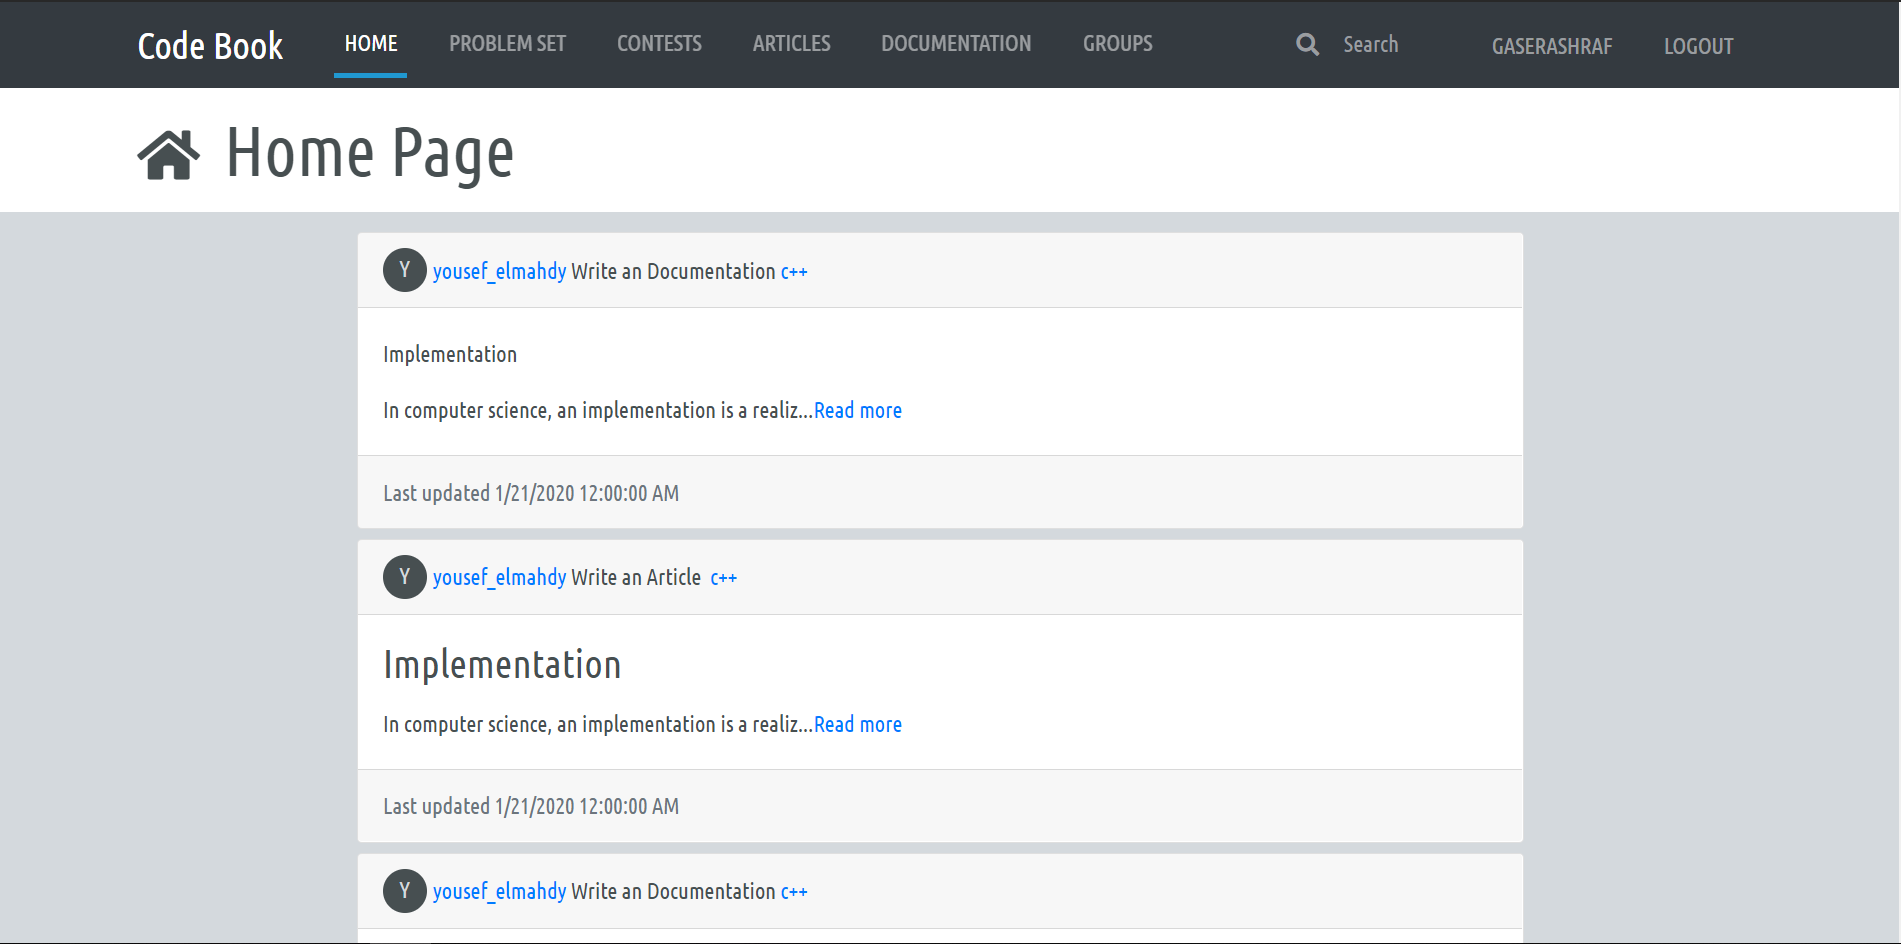 Code Book HOME PROBLEM SET CONTESTS ARTICLES DOCUMENTATION GROUPS Search GASERASHRAF LOGOUT
Home Page
Y yousef_elmahdy Write an Documentation c++
Implementation
In computer science, an implementation is a realiz...Read more
Last updated 1/21/2020 12:00:00 AM
Y yousef_elmahdy Write an Article c++
Implementation
In computer science, an implementation is a realiz...Read more
Last updated 1/21/2020 12:00:00 AM
Y yousef_elmahdy Write an Documentation c++